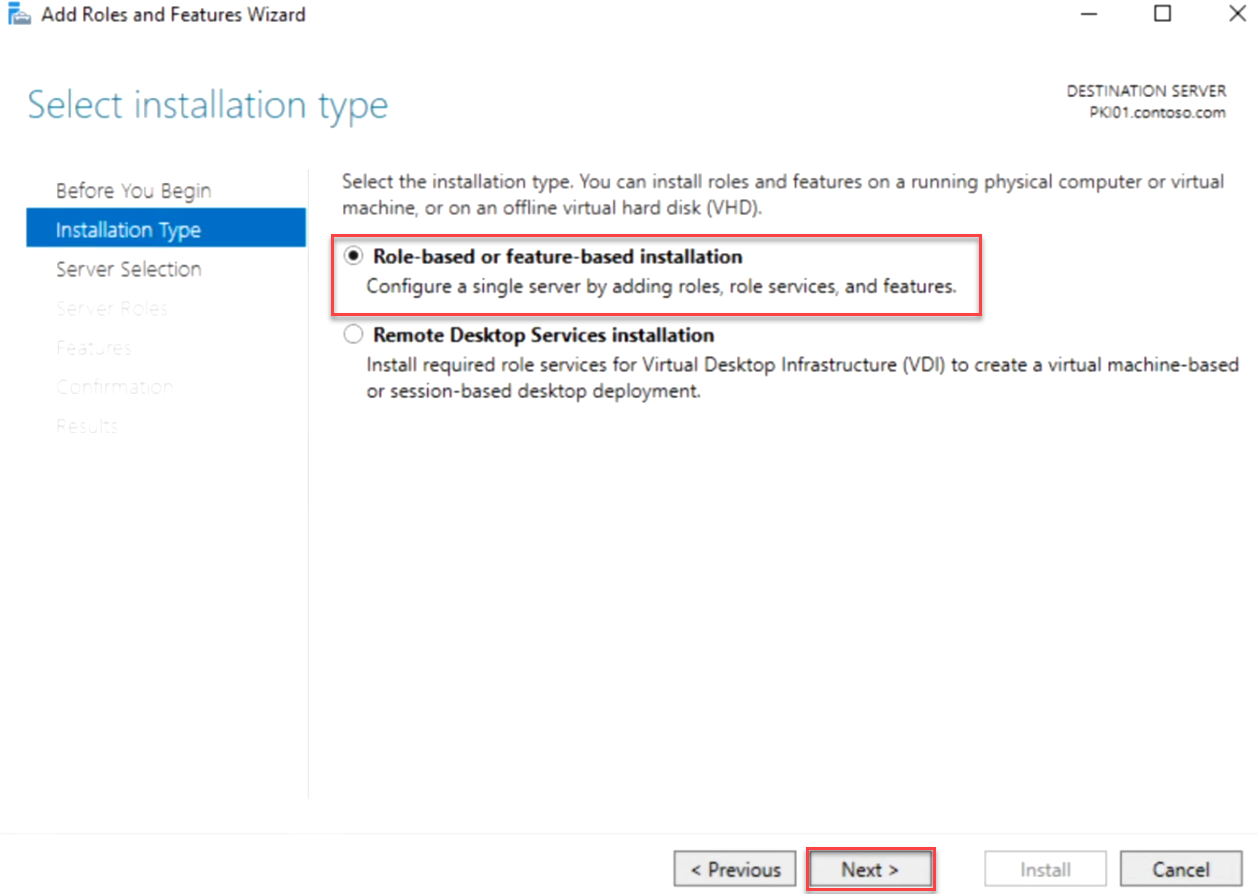 Add Roles and Features Wizard
Select installation type
DESTINATION SERVER
PKI01.contoso.com
Before You Begin
Installation Type
Server Selection
Server Roles
Features
Confirmation
Results
Select the installation type. You can install roles and features on a running physical computer or virtual
machine, or on an offline virtual hard disk (VHD).
Role-based or feature-based installation
Configure a single server by adding roles, role services, and features.
Remote Desktop Services installation
Install required role services for Virtual Desktop Infrastructure (VDI) to create a virtual machine-based
or session-based desktop deployment.
< Previous
Next >
Install
Cancel